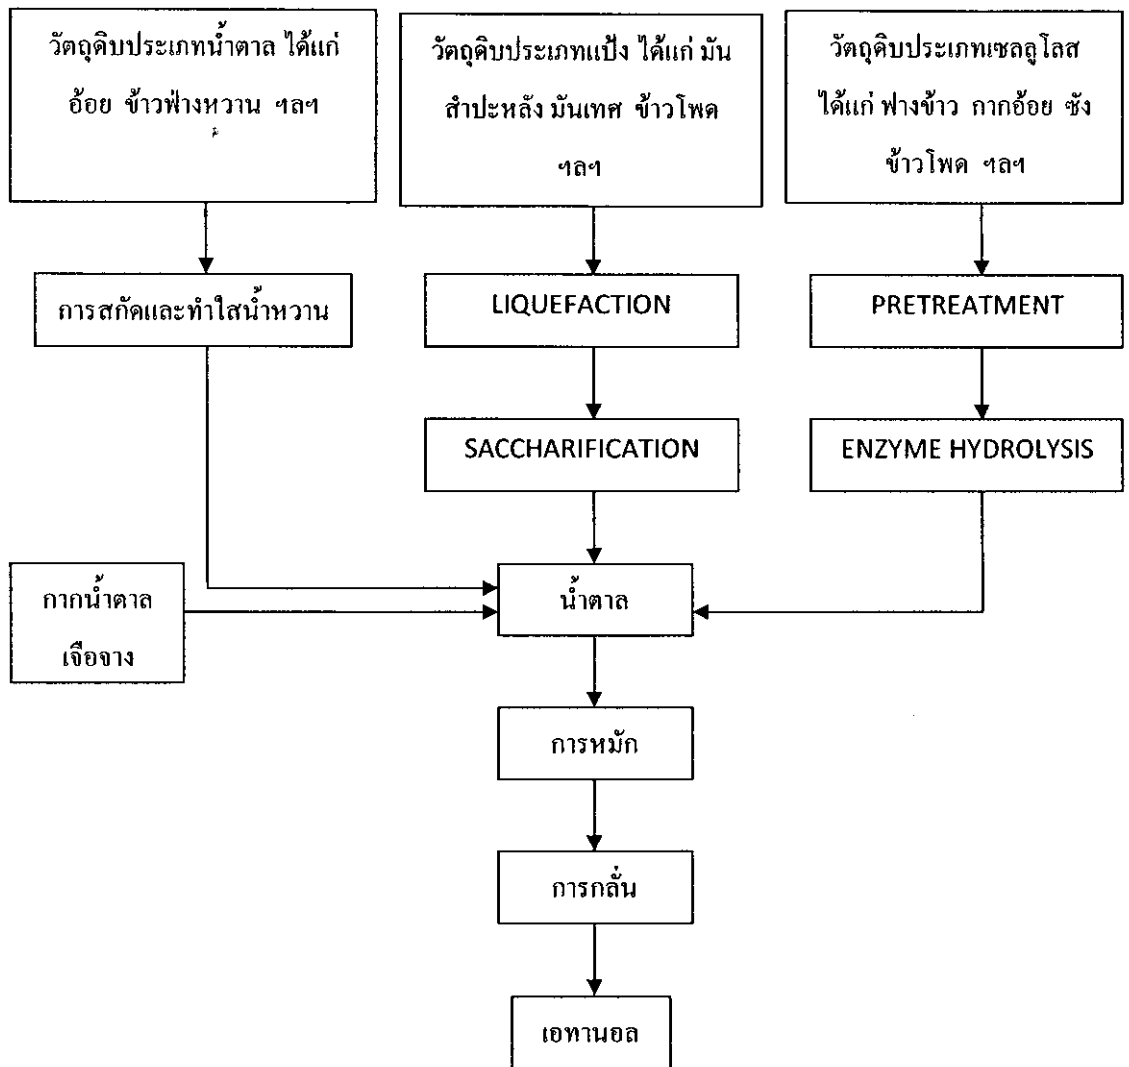 วัตถุดิบประเภทน้ำตาล ได้แก่
อ้อย ข้าวฟ่างหวาน ฯลฯ
วัตถุดิบประเภทแป้ง ได้แก่ มัน
สำปะหลัง มันเทศ ข้าวโพด
ฯลฯ
วัตถุดิบประเภทเซลลูโลส
ได้แก่ ฟางข้าว กากอ้อย ซัง
ข้าวโพด ฯลฯ
การสกัดและทำใสน้ำหวาน
LIQUEFACTION
PRETREATMENT
SACCHARIFICATION
ENZYME HYDROLYSIS
กากน้ำตาล
เจือจาง
น้ำตาล
การหมัก
การกลั่น
เอทานอล